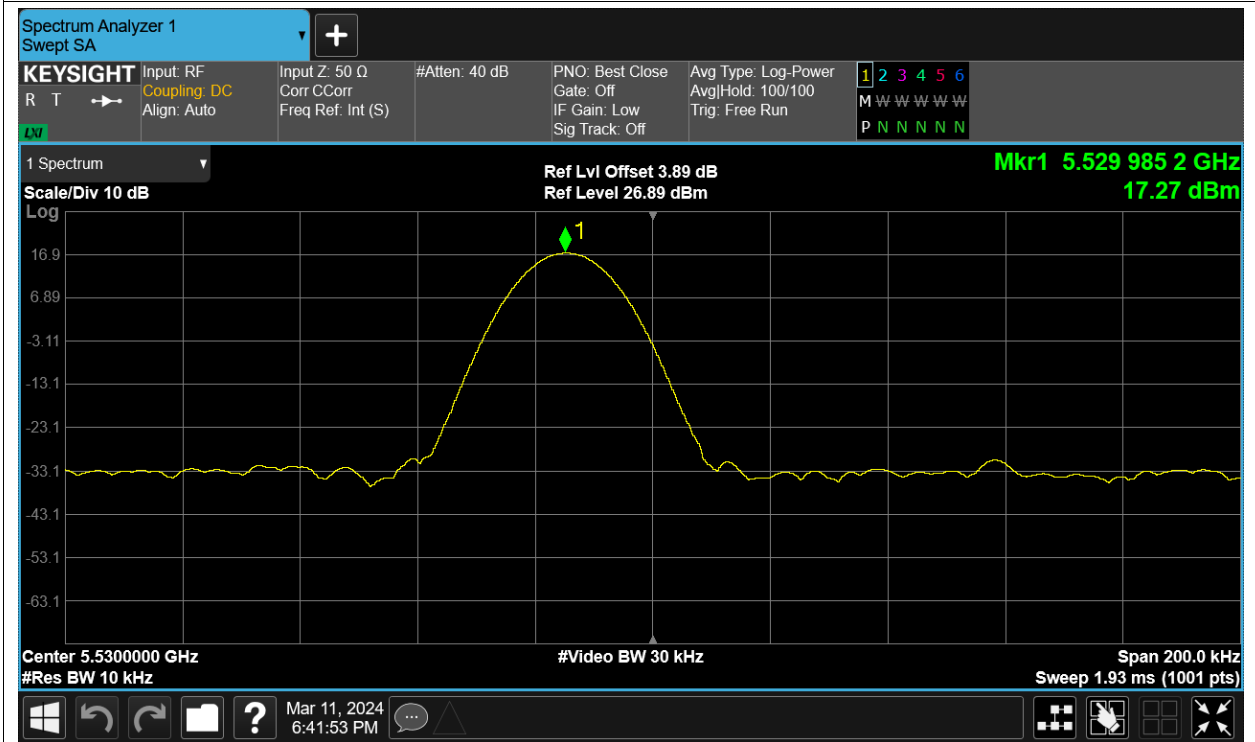 Spectrum Analyzer 1
Swept SA
+
KEYSIGHT
R T
LXI
Input: RF
Coupling: DC
Align: Auto
Input Z: 50 Ω
Corr CCorr
Freq Ref: Int (S)
#Atten: 40 dB
PNO: Best Close
Gate: Off
IF Gain: Low
Sig Track: Off
Avg Type: Log-Power
Avg|Hold: 100/100
Trig: Free Run
1 2 3 4 5 6
M W W W W W
P N N N N N
1 Spectrum
Scale/Div 10 dB
Log
Ref Lvl Offset 3.89 dB
Ref Level 26.89 dBm
Mkr1 5.529 985 2 GHz
17.27 dBm
1
16.9
6.89
-3.11
-13.1
-23.1
-33.1
-43.1
-53.1
-63.1
Center 5.5300000 GHz
#Res BW 10 kHz
#Video BW 30 kHz
Span 200.0 kHz
Sweep 1.93 ms (1001 pts)
?
Mar 11, 2024
6:41:53 PM